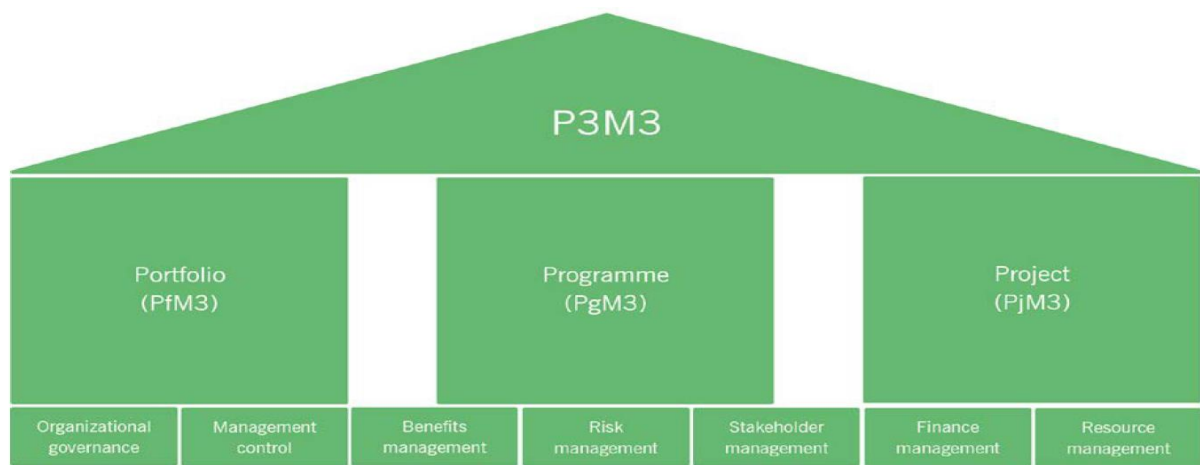 P3M3
Portfolio
(PfM3)
Programme
(PgM3)
Project
(PjM3)
Organizational
governance
Management
control
Benefits
management
Risk
management
Stakeholder
management
Finance
management
Resource
management